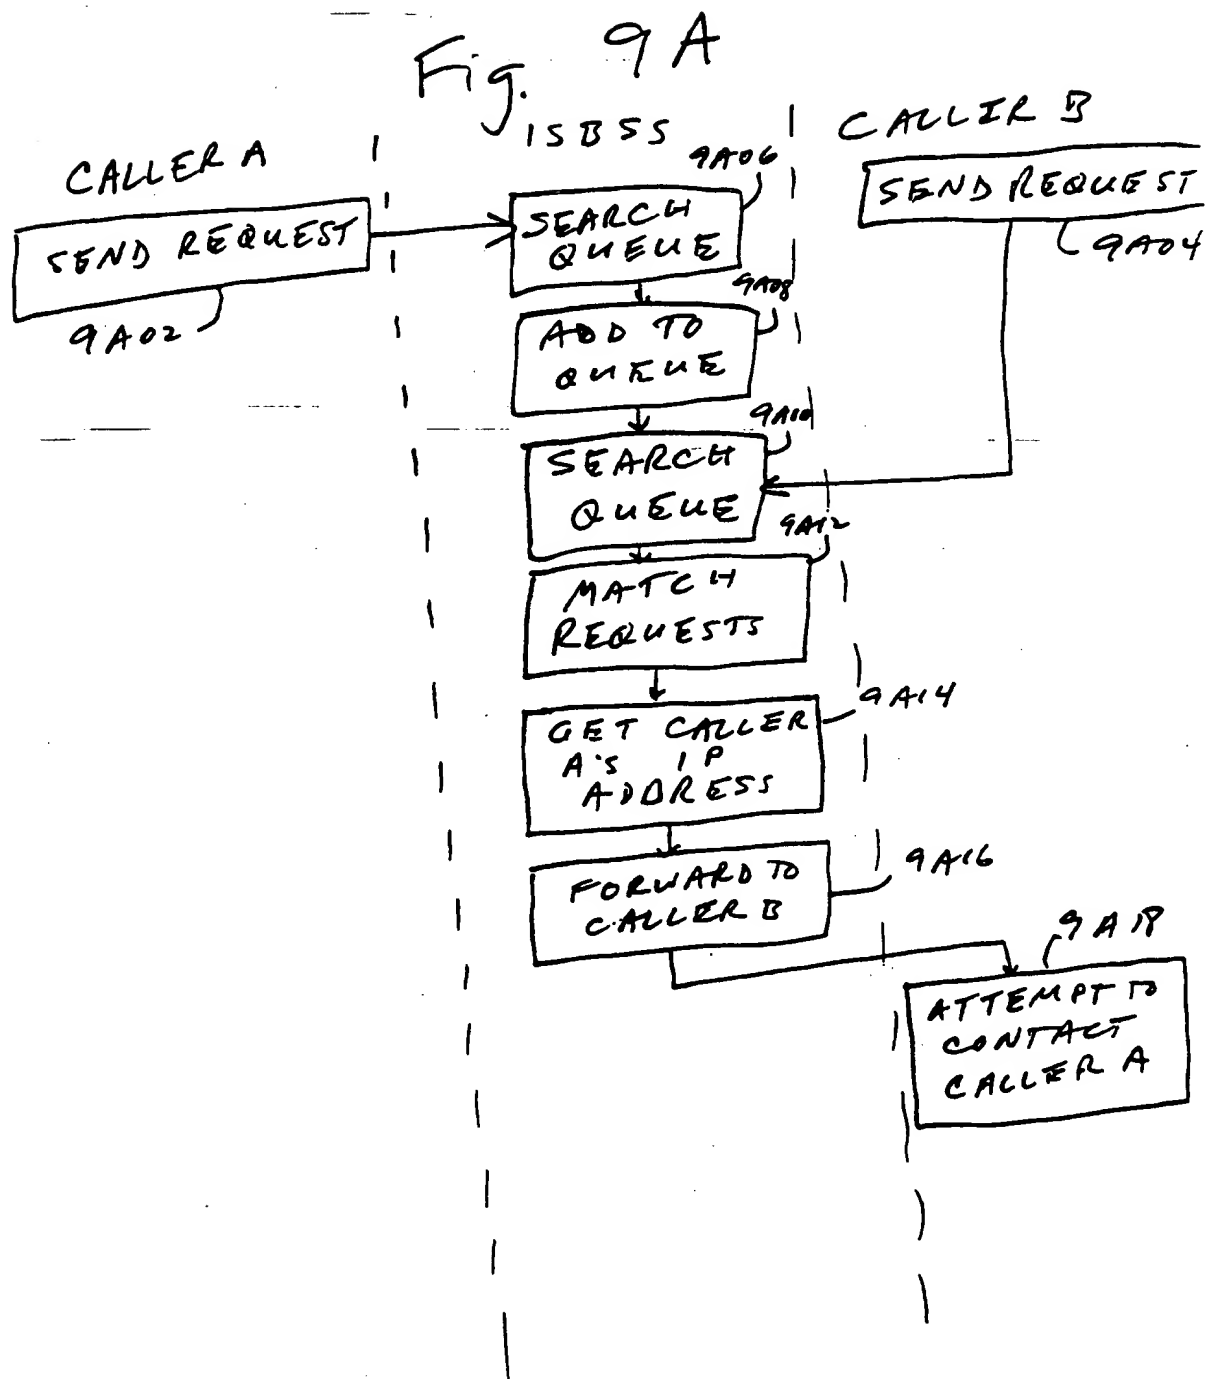 Fig. 9A
CALLER A
ISBSS
CALLER B
SEND REQUEST
9A02
SEARCH
QUEUE
9A06
SEND REQUEST
9A04
ADD TO
QUEUE
9A08
SEARCH
QUEUE
9A10
MATCH
REQUESTS
9A12
GET CALLER
A's IP
ADDRESS
9A14
FORWARD TO
CALLER B
9A16
ATTEMPT TO
CONTACT
CALLER A
9A18